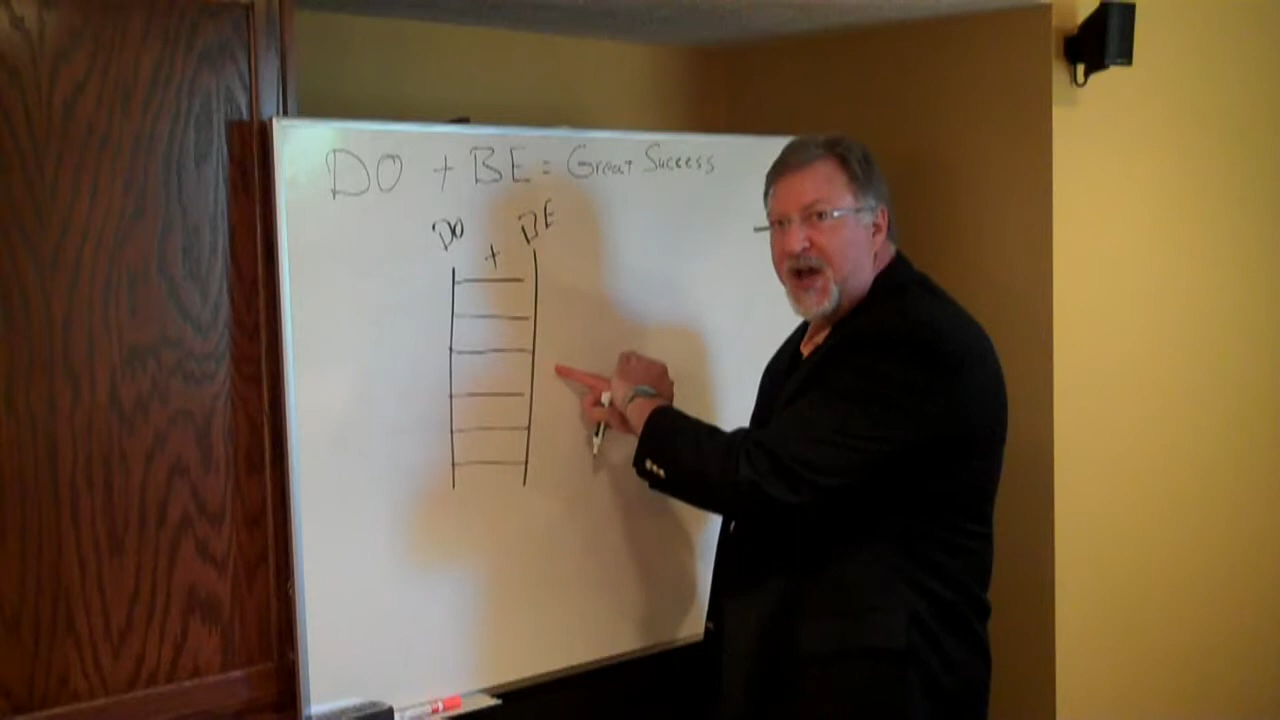 DO + BE = Great Success
DO + BE